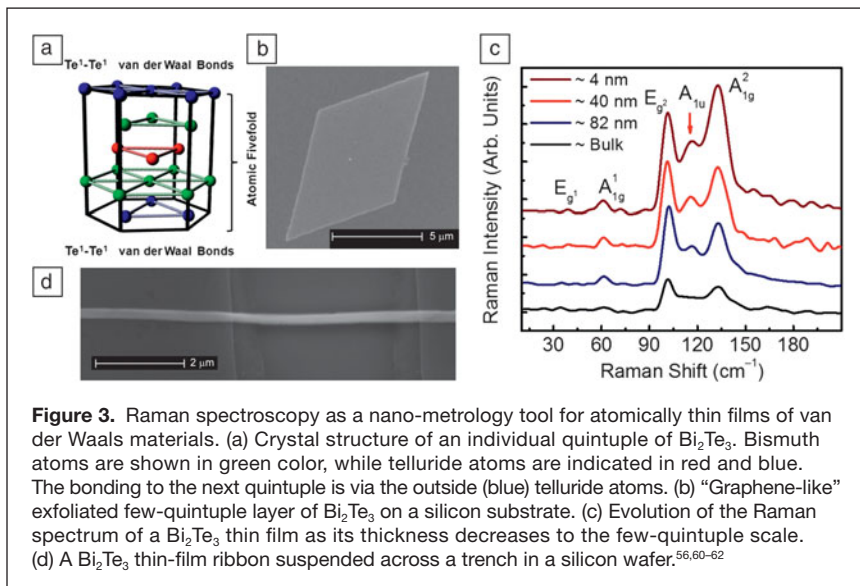 a
Te¹-Te¹ van der Waal Bonds
Atomic Fivefold
Te¹-Te¹ van der Waal Bonds
b
5 μm
d
2 μm
c
~ 4 nm
~ 40 nm
~ 82 nm
~ Bulk
E_g¹
A¹_1g
E_g²
A_1u
A²_1g
Raman Intensity (Arb. Units)
30 60 90 120 150 180
Raman Shift (cm⁻¹)
Figure 3. Raman spectroscopy as a nano-metrology tool for atomically thin films of van
der Waals materials. (a) Crystal structure of an individual quintuple of Bi₂Te₃. Bismuth
atoms are shown in green color, while telluride atoms are indicated in red and blue.
The bonding to the next quintuple is via the outside (blue) telluride atoms. (b) “Graphene-like”
exfoliated few-quintuple layer of Bi₂Te₃ on a silicon substrate. (c) Evolution of the Raman
spectrum of a Bi₂Te₃ thin film as its thickness decreases to the few-quintuple scale.
(d) A Bi₂Te₃ thin-film ribbon suspended across a trench in a silicon wafer.⁵⁶,⁶⁰⁻⁶²